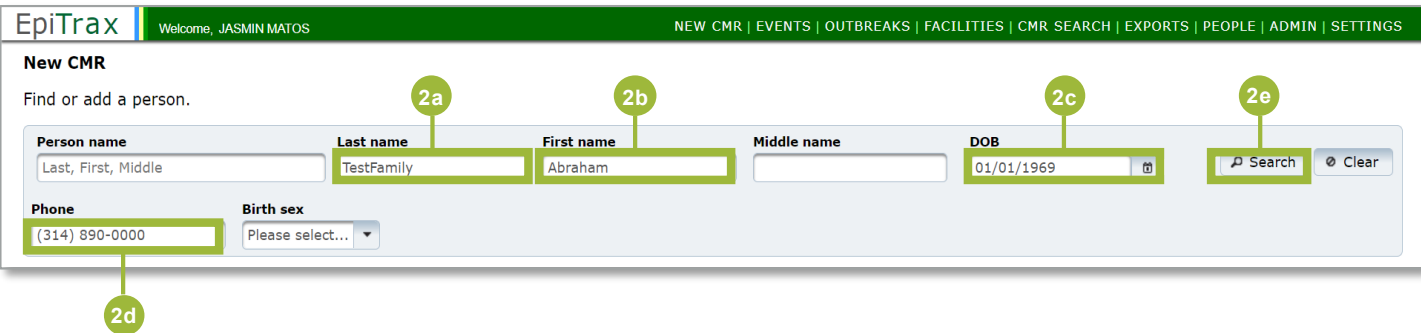 EpiTrax Welcome, JASMIN MATOS NEW CMR | EVENTS | OUTBREAKS | FACILITIES | CMR SEARCH | EXPORTS | PEOPLE | ADMIN | SETTINGS
New CMR
Find or add a person.
2a 2b 2c 2e
Person name Last name First name Middle name DOB
Last, First, Middle TestFamily Abraham 01/01/1969 Search Clear
Phone Birth sex
(314) 890-0000 Please select...
2d